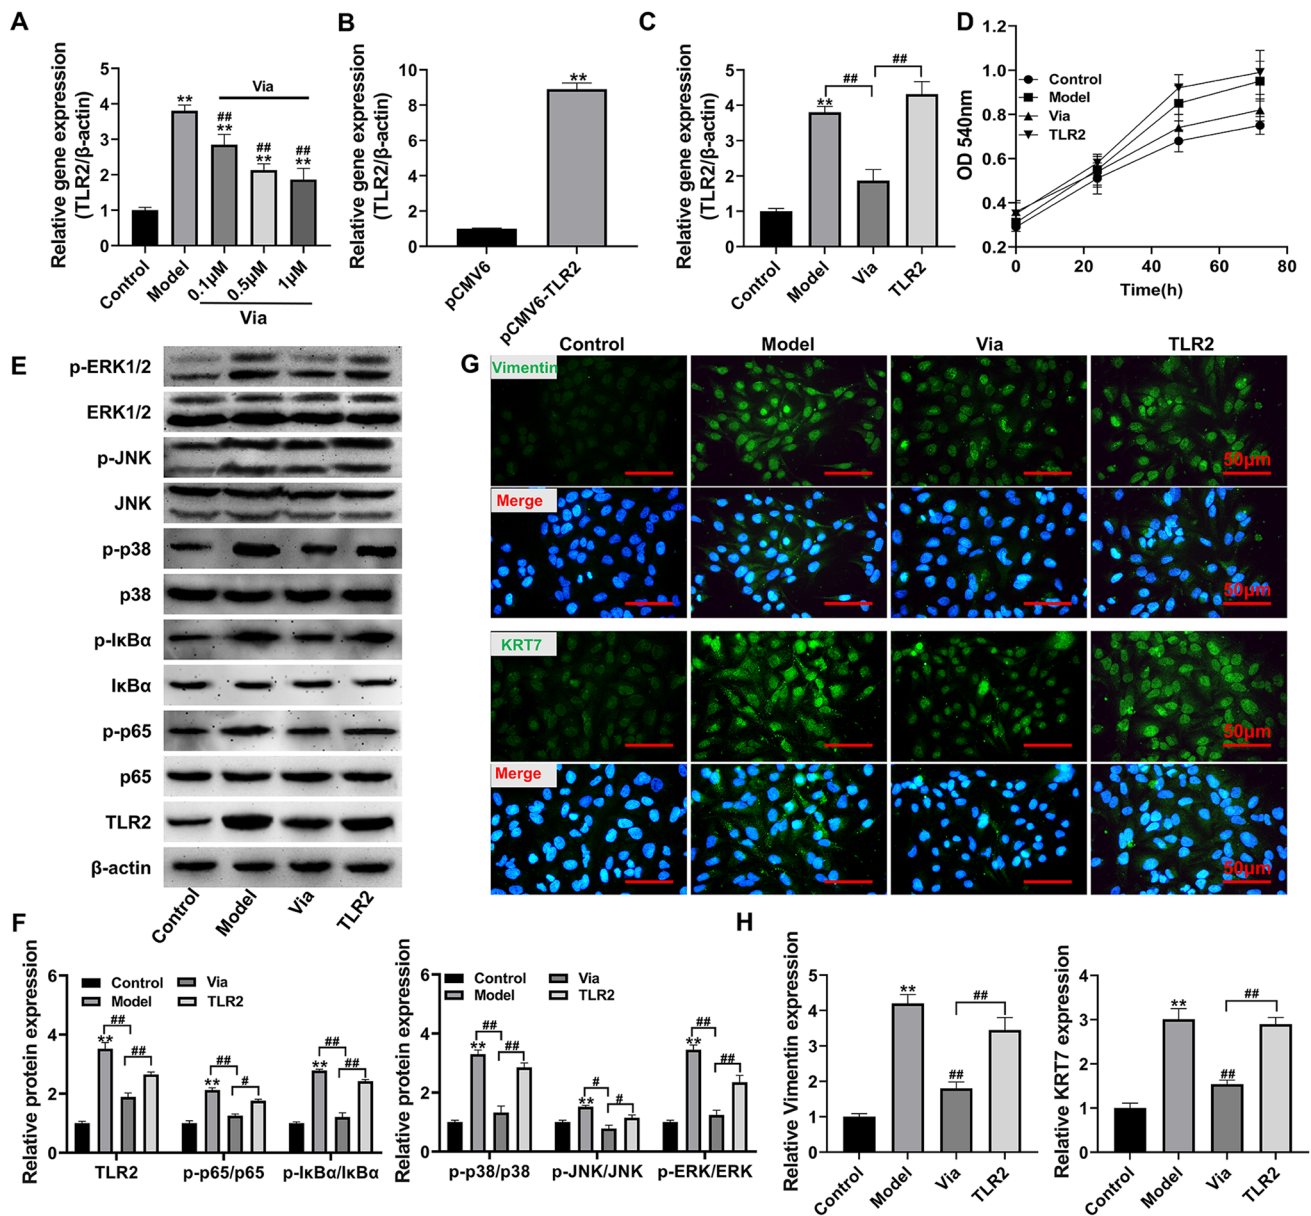 A
Relative gene expression
(TLR2/β-actin)
5
4
3
2
1
0
Via
**
##
**
##
**
##
**
Control
Model
0.1μM
0.5μM
1μM
Via
B
Relative gene expression
(TLR2/β-actin)
10
8
6
4
2
0
**
pCMV6
pCMV6-TLR2
C
Relative gene expression
(TLR2/β-actin)
5
4
3
2
1
0
**
##
##
Control
Model
Via
TLR2
D
OD 540nm
1.2
1.0
0.8
0.6
0.4
0.2
Control
Model
Via
TLR2
0
20
40
60
80
Time(h)
E
p-ERK1/2
ERK1/2
p-JNK
JNK
p-p38
p38
p-IκBα
IκBα
p-p65
p65
TLR2
β-actin
Control
Model
Via
TLR2
G
Control
Model
Via
TLR2
Vimentin
50μm
Merge
50μm
KRT7
50μm
Merge
50μm
F
Relative protein expression
6
4
2
0
Control
Via
Model
TLR2
##
**
##
##
**
#
##
**
##
TLR2
p-p65/p65
p-IκBα/IκBα
Relative protein expression
6
4
2
0
Control
Via
Model
TLR2
##
**
##
#
**
#
##
**
##
p-p38/p38
p-JNK/JNK
p-ERK/ERK
H
Relative Vimentin expression
5
4
3
2
1
0
**
##
##
Control
Model
Via
TLR2
Relative KRT7 expression
4
3
2
1
0
**
##
##
Control
Model
Via
TLR2